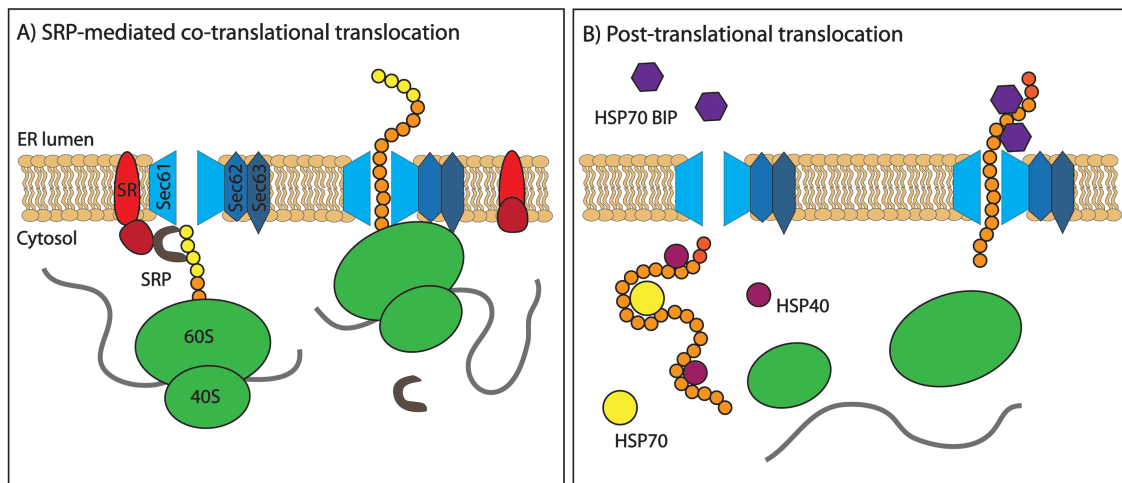 A) SRP-mediated co-translational translocation
ER lumen
SR
Sec61
Sec62
Sec63
Cytosol
SRP
60S
40S
B) Post-translational translocation
HSP70 BIP
HSP40
HSP70